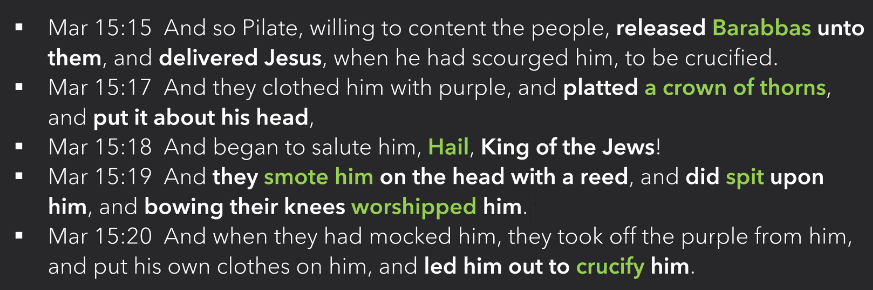 ▪ Mar 15:15 And so Pilate, willing to content the people, released Barabbas unto
them, and delivered Jesus, when he had scourged him, to be crucified.
▪ Mar 15:17 And they clothed him with purple, and platted a crown of thorns,
and put it about his head,
▪ Mar 15:18 And began to salute him, Hail, King of the Jews!
▪ Mar 15:19 And they smote him on the head with a reed, and did spit upon
him, and bowing their knees worshipped him.
▪ Mar 15:20 And when they had mocked him, they took off the purple from him,
and put his own clothes on him, and led him out to crucify him.